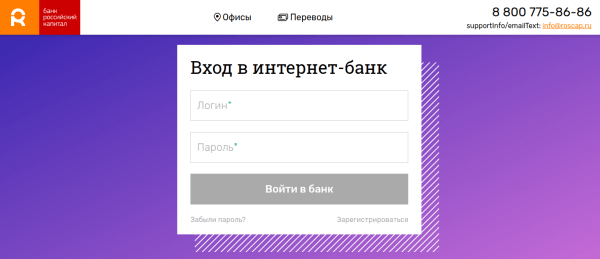 банк
российский
капитал
Офисы
Переводы
8 800 775-86-86
supportInfo/emailText: info@roscap.ru
Вход в интернет-банк
Логин*
Пароль*
Войти в банк
Забыли пароль?
Зарегистрироваться